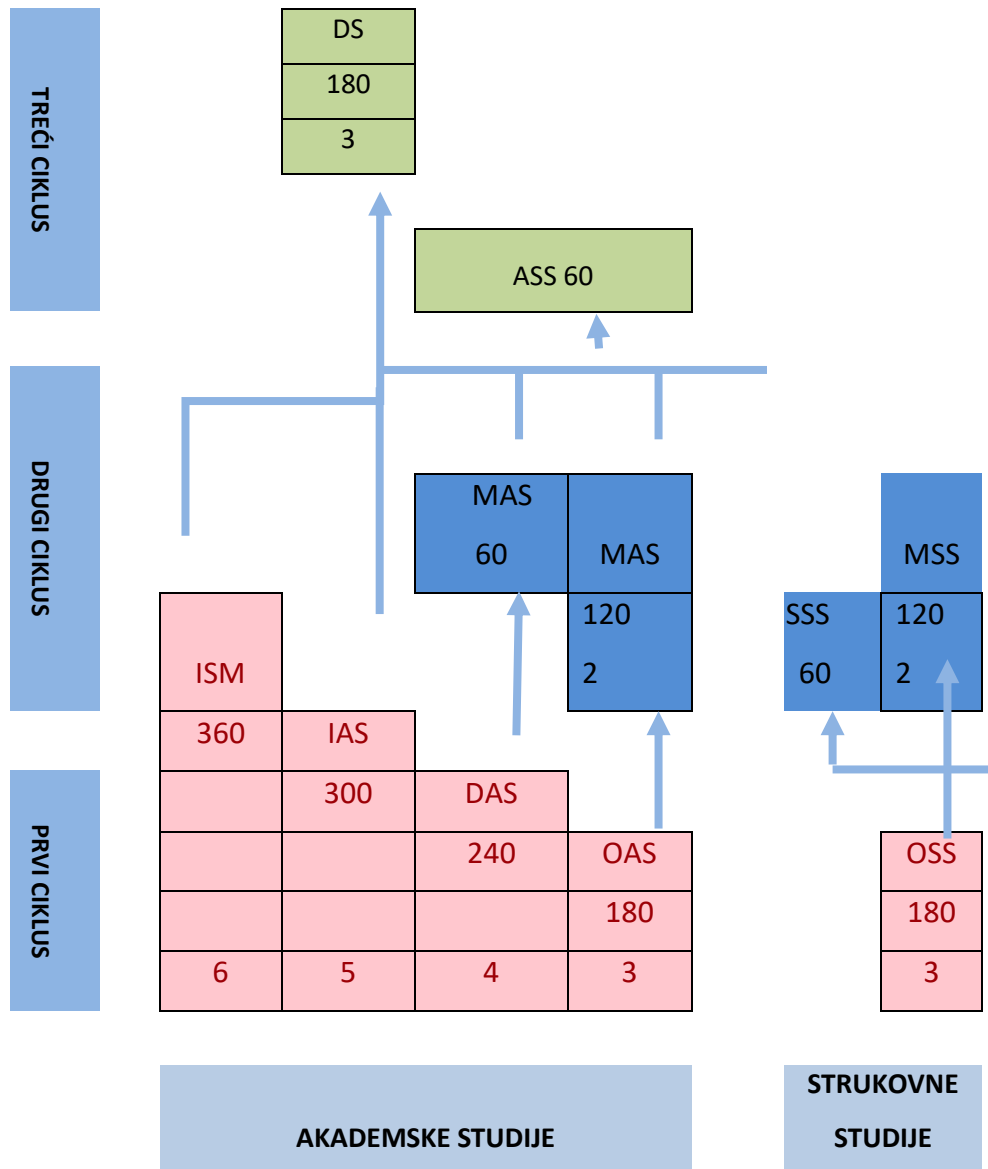 TREĆI CIKLUS
DS
180
3
ASS 60
DRUGI CIKLUS
MAS
60
MAS
120
2
MSS
SSS
60
120
2
ISM
360
IAS
300
DAS
240
OAS
180
6
5
4
3
PRVI CIKLUS
OSS
180
3
AKADEMSKE STUDIJE
STRUKOVNE
STUDIJE